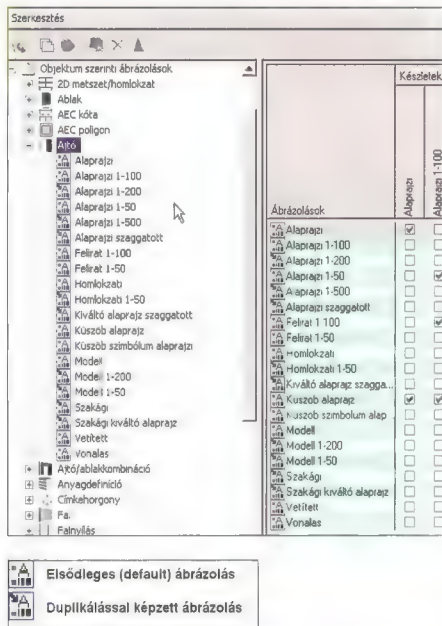 Szerkesztés
Objektum szerinti ábrázolások
2D metszet/homlokzat
Ablak
AEC kóta
AEC poligon
Ajtó
Alaprajzi
Alaprajzi 1-100
Alaprajzi 1-200
Alaprajzi 1-50
Alaprajzi 1-500
Alaprajzi szaggatott
Felirat 1-100
Felirat 1-50
Homlokzati
Homlokzati 1-50
Kiváltó alaprajz szaggatott
Küszöb alaprajz
Küszöb szimbólum alaprajzi
Modell
Modell 1-200
Modell 1-50
Szakági
Szakági kiváltó alaprajz
Vetített
Vonalas
Ajtó/ablakkombináció
Anyagdefiníció
Címkehorgony
Fal
Falnyílás
Készletek
Alaprajzi
Alaprajzi 1-100
Ábrázolások
Alaprajzi
Alaprajzi 1-100
Alaprajzi 1-200
Alaprajzi 1-50
Alaprajzi 1-500
Alaprajzi szaggatott
Felirat 1 100
Felirat 1-50
Homlokzati
Homlokzati 1-50
Kiváltó alaprajz szagga...
Küszöb alaprajz
Küszöb szimbólum alap
Modell
Modell 1-200
Modell 1-50
Szakági
Szakági kiváltó alaprajz
Vetített
Vonalas
Elsődleges (default) ábrázolás
Duplikálással képzett ábrázolás